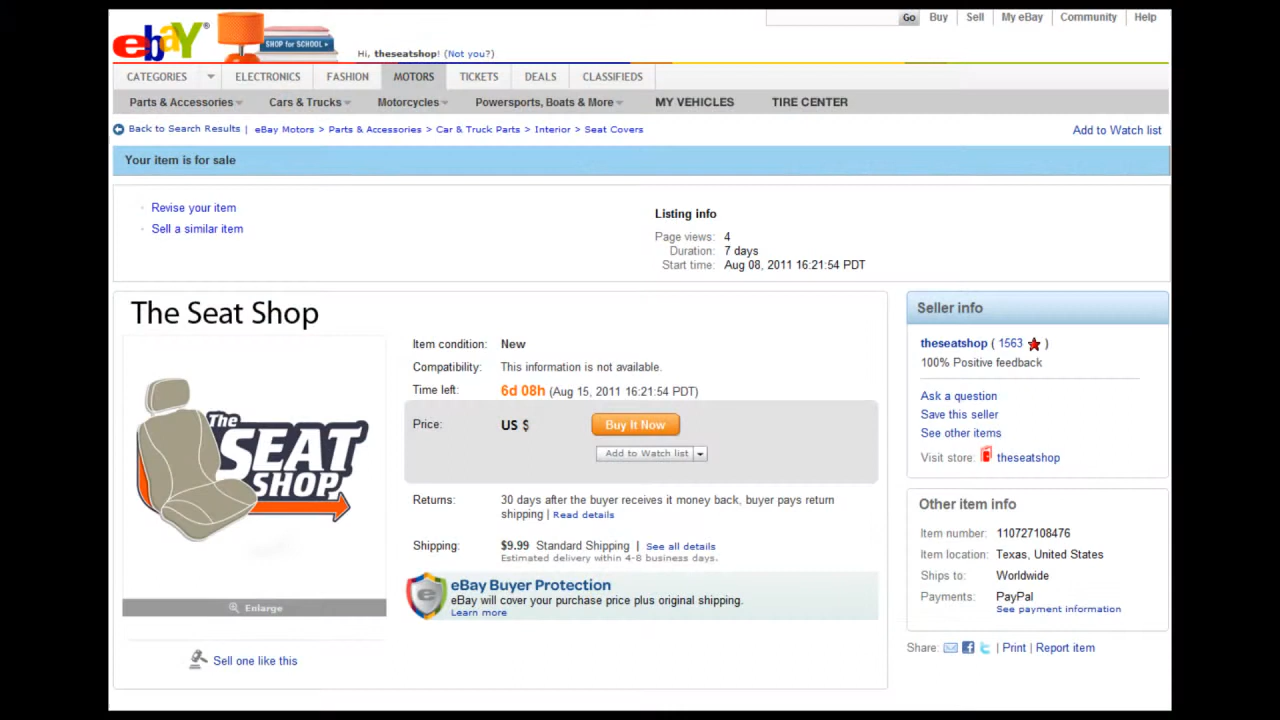 Go Buy Sell My eBay Community Help
ebay®
SHOP for SCHOOL
Hi, theseatshop! (Not you?)
CATEGORIES ELECTRONICS FASHION MOTORS TICKETS DEALS CLASSIFIEDS
Parts & Accessories Cars & Trucks Motorcycles Powersports, Boats & More MY VEHICLES TIRE CENTER
Back to Search Results | eBay Motors > Parts & Accessories > Car & Truck Parts > Interior > Seat Covers Add to Watch list
Your item is for sale
Revise your item
Sell a similar item
Listing info
Page views: 4
Duration: 7 days
Start time: Aug 08, 2011 16:21:54 PDT
The Seat Shop
The
SEAT
SHOP
Enlarge
Sell one like this
Item condition: New
Compatibility: This information is not available.
Time left: 6d 08h (Aug 15, 2011 16:21:54 PDT)
Price: US $ Buy It Now
Add to Watch list
Returns: 30 days after the buyer receives it money back, buyer pays return
shipping | Read details
Shipping: $9.99 Standard Shipping | See all details
Estimated delivery within 4-8 business days.
e
eBay Buyer Protection
eBay will cover your purchase price plus original shipping.
Learn more
Seller info
theseatshop ( 1563 )
100% Positive feedback
Ask a question
Save this seller
See other items
Visit store: theseatshop
Other item info
Item number: 110727108476
Item location: Texas, United States
Ships to: Worldwide
Payments: PayPal
See payment information
Share: | Print | Report item